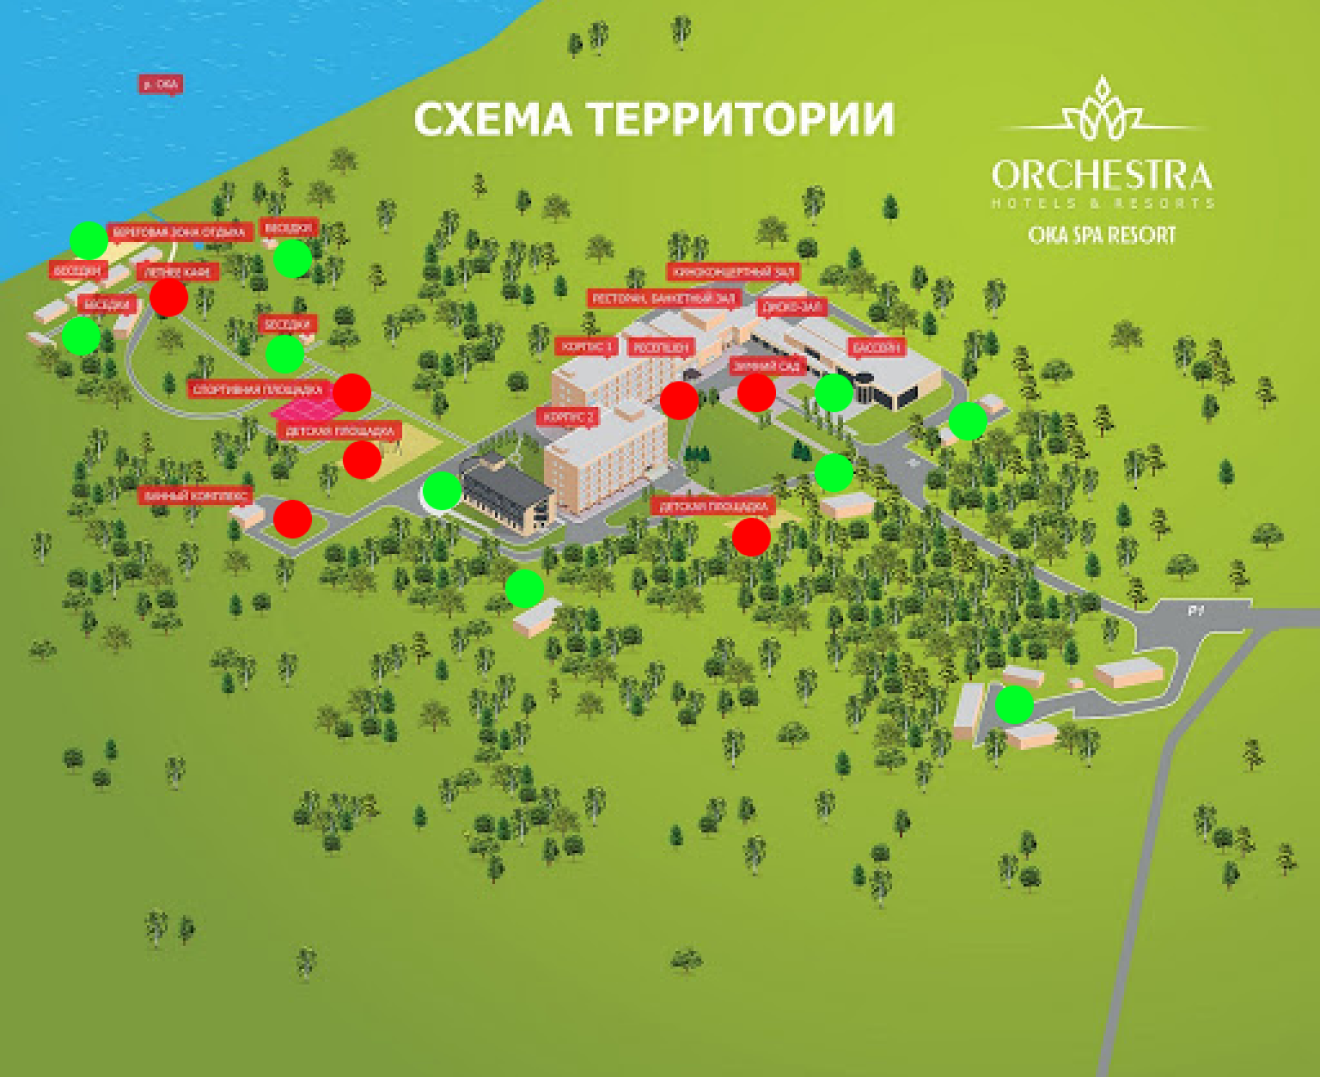 р. ОКА
СХЕМА ТЕРРИТОРИИ
ORCHESTRA
HOTELS & RESORTS
OKA SPA RESORT
БЕРЕГОВАЯ ЗОНА ОТДЫХА
БЕСЕДКИ
БЕСЕДКИ
ЛЕТНЕЕ КАФЕ
КИНОКОНЦЕРТНЫЙ ЗАЛ
БЕСЕДКИ
РЕСТОРАН, БАНКЕТНЫЙ ЗАЛ
ДИСКО-ЗАЛ
БЕСЕДКИ
КОРПУС 1
РЕСЕПШЕН
БАССЕЙН
ЗИМНИЙ САД
СПОРТИВНАЯ ПЛОЩАДКА
КОРПУС 2
ДЕТСКАЯ ПЛОЩАДКА
БАННЫЙ КОМПЛЕКС
ДЕТСКАЯ ПЛОЩАДКА
P1